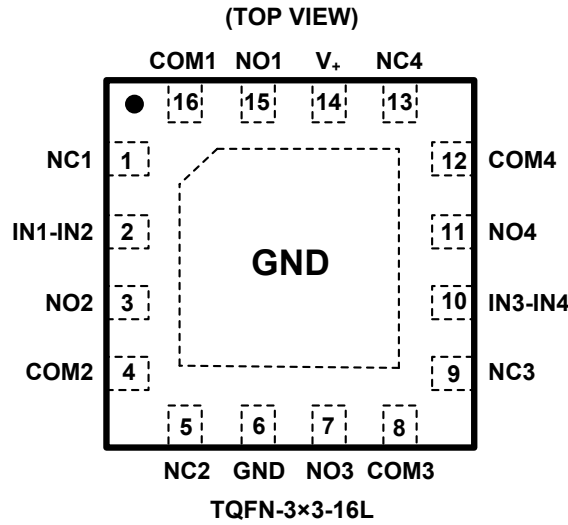 (TOP VIEW)
COM1 NO1 V+ NC4
16 15 14 13
NC1 1 12 COM4
IN1-IN2 2 11 NO4
GND
NO2 3 10 IN3-IN4
COM2 4 9 NC3
5 6 7 8
NC2 GND NO3 COM3
TQFN-3×3-16L